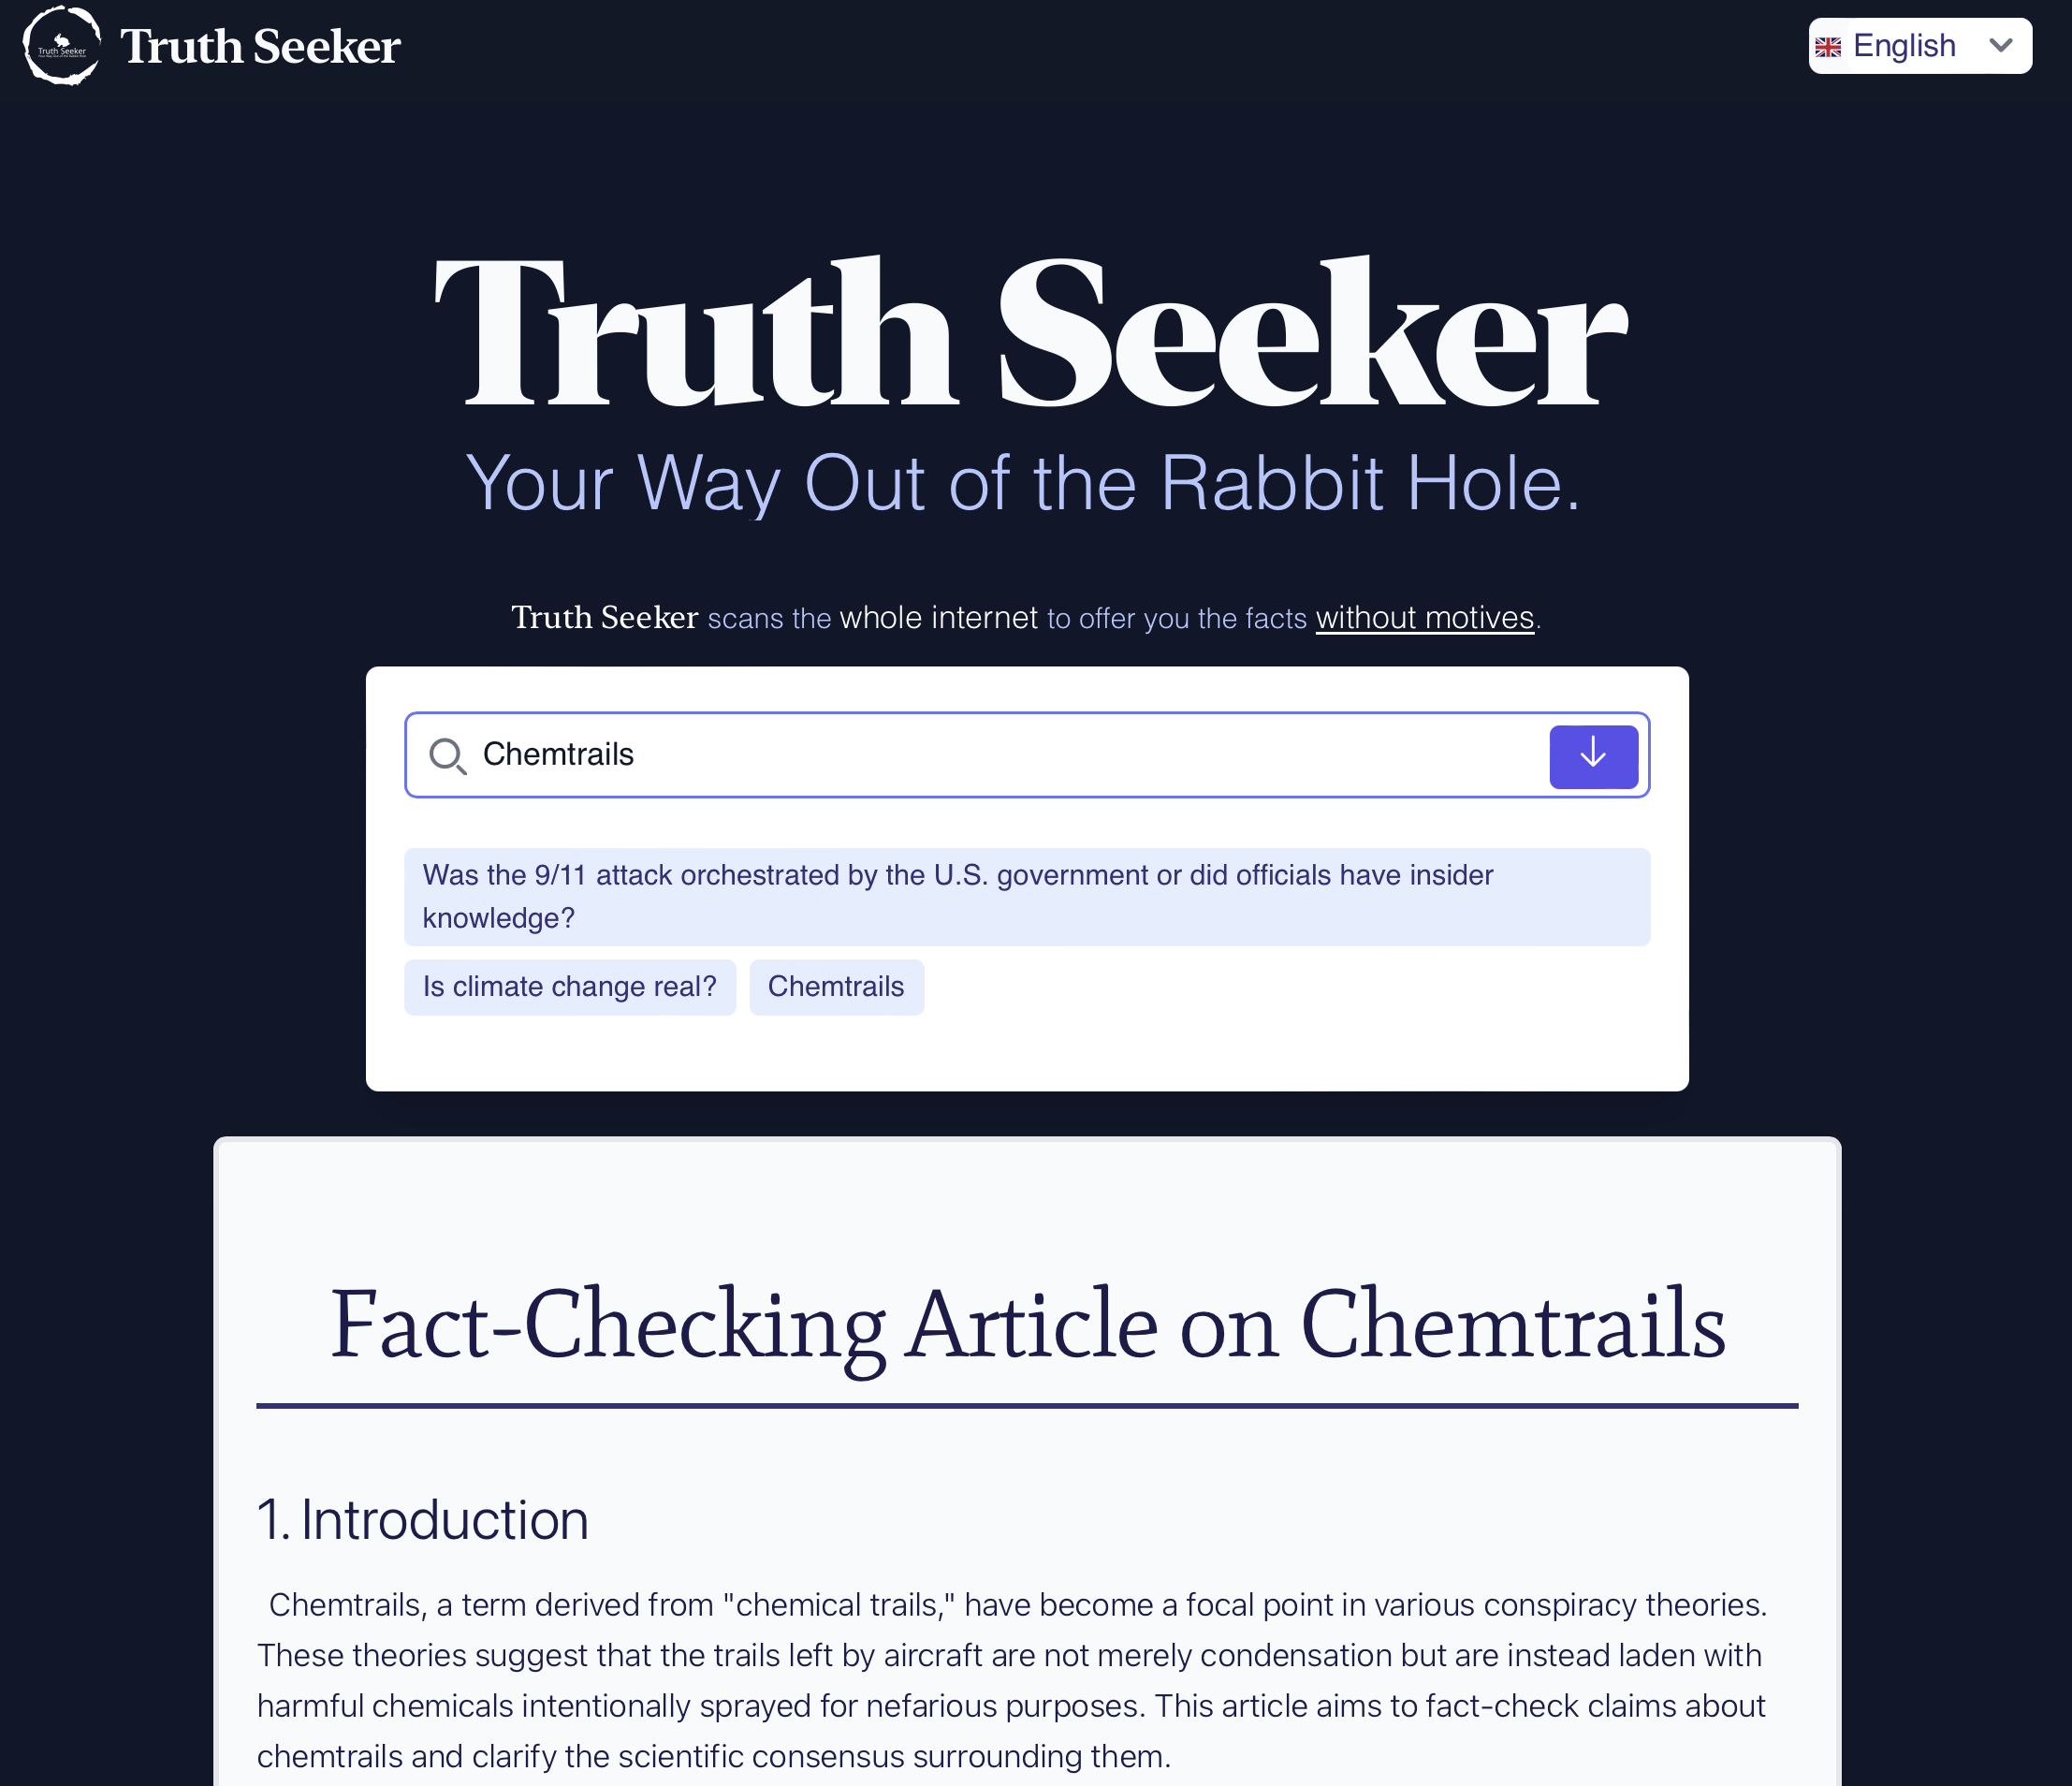 Truth Seeker
Truth Seeker
English
Truth Seeker
Your Way Out of the Rabbit Hole.
Truth Seeker scans the whole internet to offer you the facts without motives.
Chemtrails
Was the 9/11 attack orchestrated by the U.S. government or did officials have insider
knowledge?
Is climate change real?
Chemtrails
Fact-Checking Article on Chemtrails
1. Introduction
Chemtrails, a term derived from "chemical trails," have become a focal point in various conspiracy theories.
These theories suggest that the trails left by aircraft are not merely condensation but are instead laden with
harmful chemicals intentionally sprayed for nefarious purposes. This article aims to fact-check claims about
chemtrails and clarify the scientific consensus surrounding them.